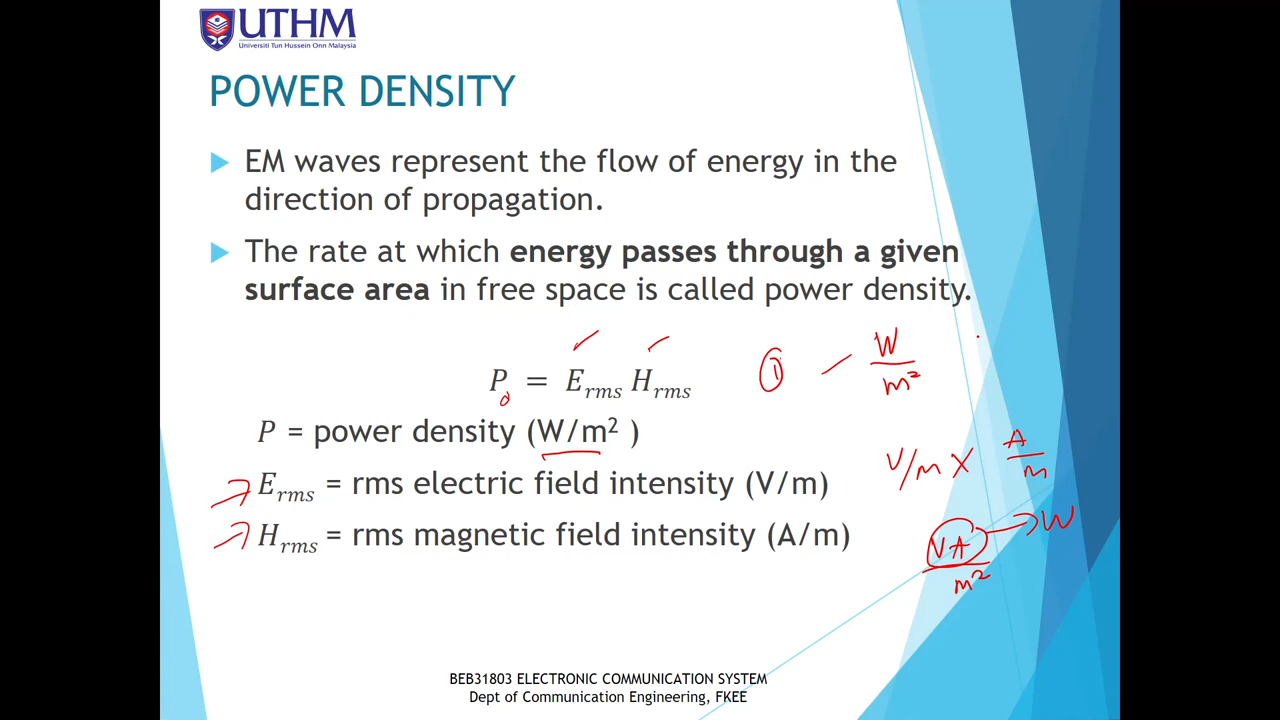 UTHM
Universiti Tun Hussein Onn Malaysia
POWER DENSITY
EM waves represent the flow of energy in the
direction of propagation.
The rate at which energy passes through a given
surface area in free space is called power density.
P_d = E_rms H_rms ① W/m²
P = power density (W/m²)
V/m × A/m
E_rms = rms electric field intensity (V/m)
H_rms = rms magnetic field intensity (A/m)
VA/m² → W
BEB31803 ELECTRONIC COMMUNICATION SYSTEM
Dept of Communication Engineering, FKEE